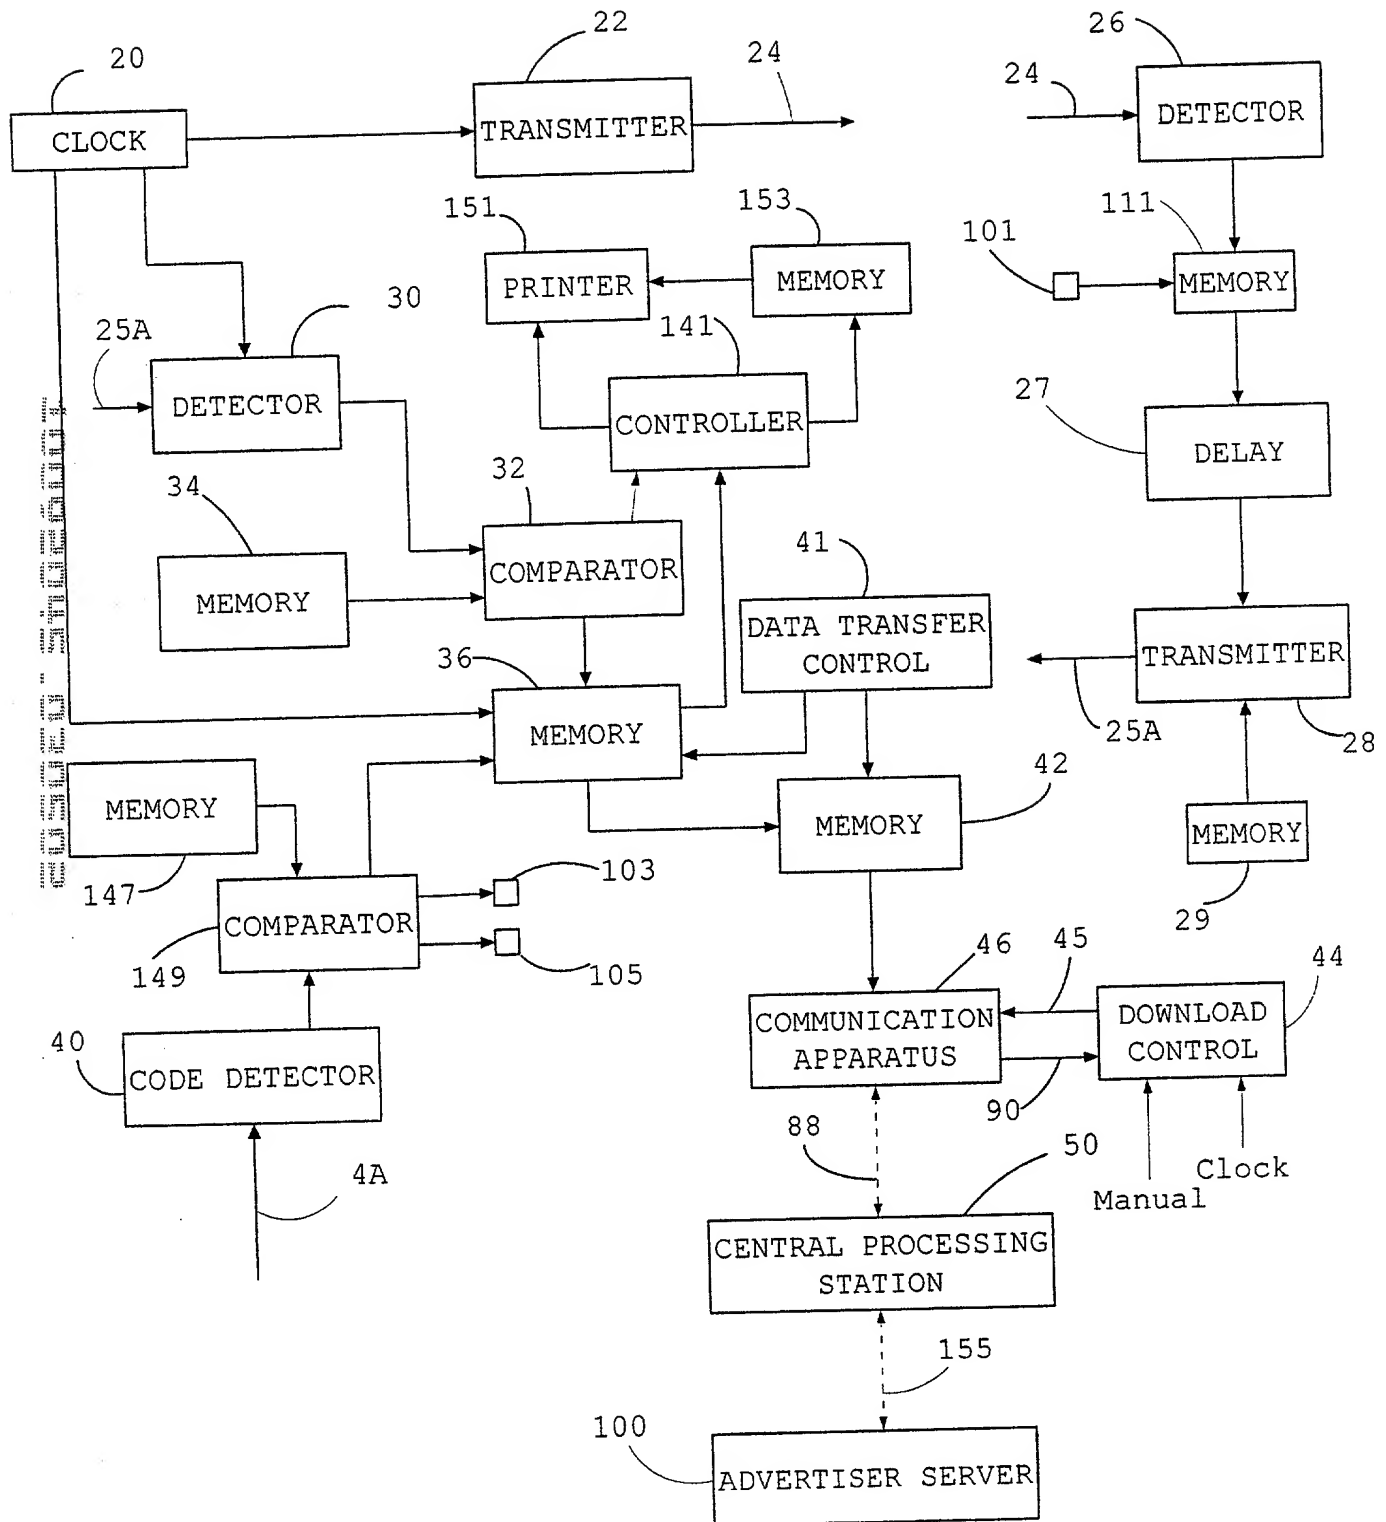 22
26
20
24
24
TRANSMITTER
DETECTOR
CLOCK
151
153
111
101
PRINTER
MEMORY
MEMORY
30
25A
141
27
DETECTOR
CONTROLLER
DELAY
34
32
41
COMPARATOR
MEMORY
DATA TRANSFER
CONTROL
TRANSMITTER
36
MEMORY
25A
28
42
MEMORY
MEMORY
MEMORY
103
147
29
COMPARATOR
46
45
44
149
105
COMMUNICATION
APPARATUS
DOWNLOAD
CONTROL
40
CODE DETECTOR
90
88
50
4A
Clock
Manual
CENTRAL PROCESSING
STATION
155
100
ADVERTISER SERVER